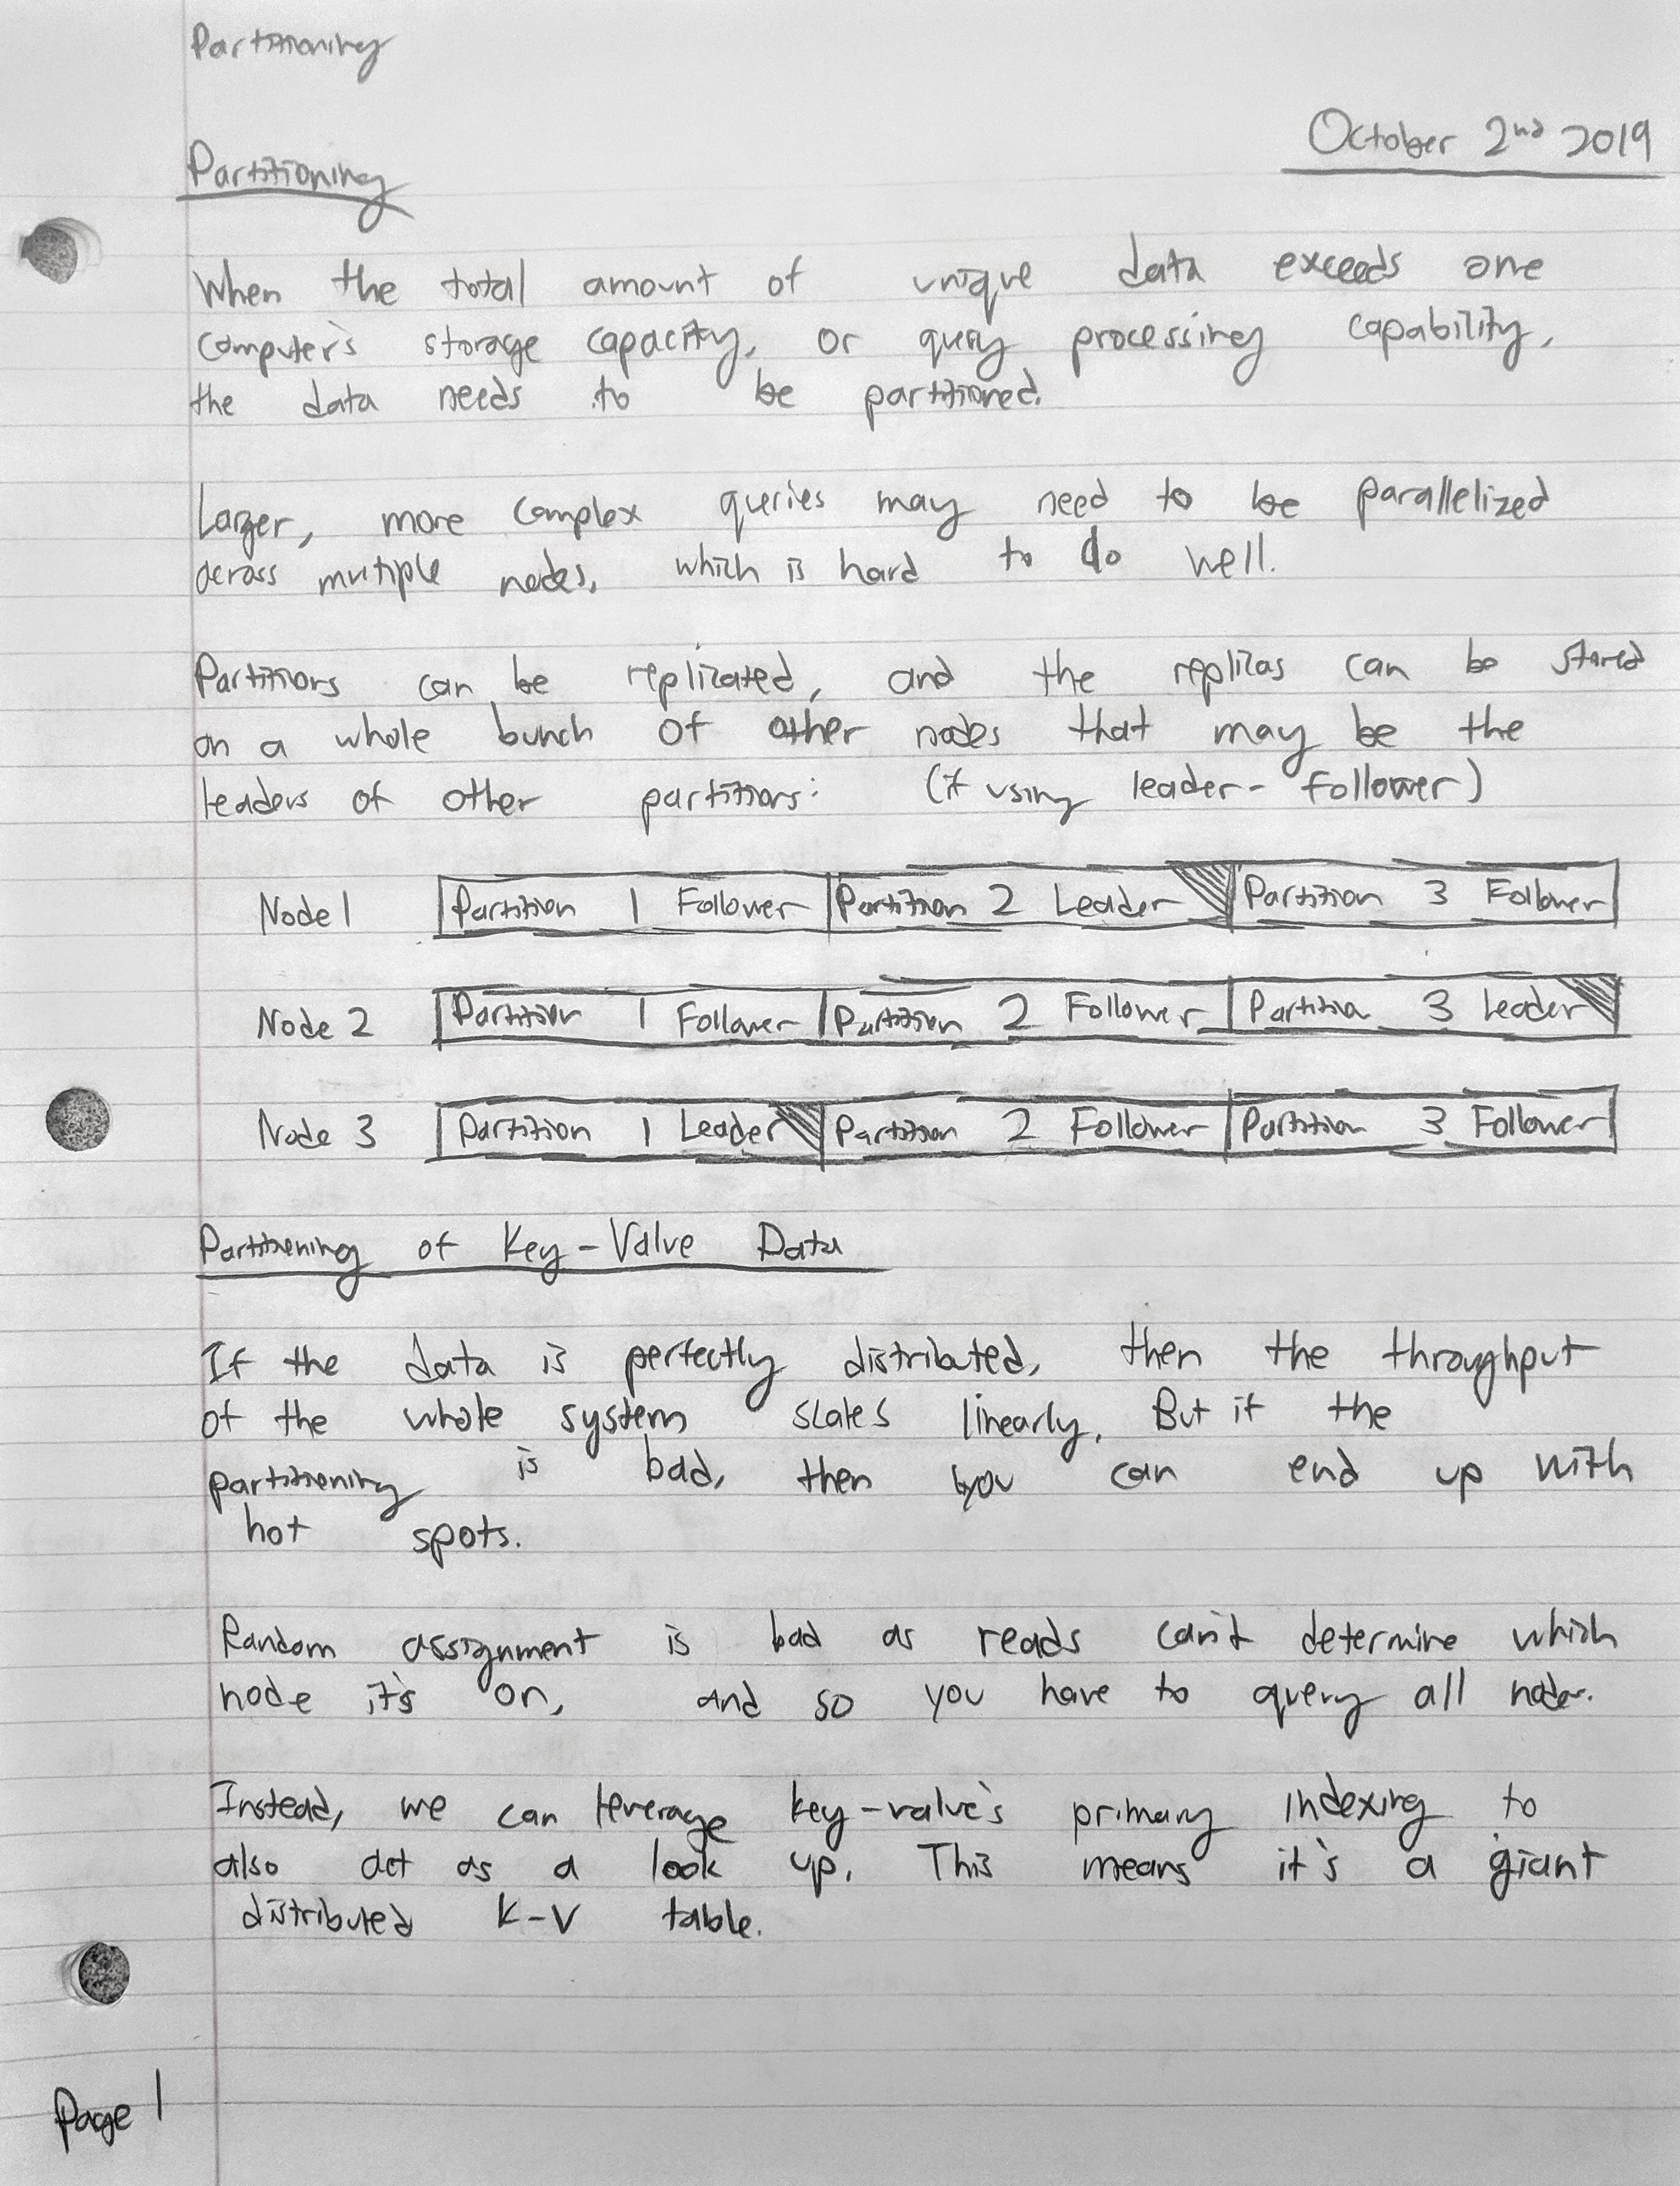 Partitioning
October 2nd 2019
Partitioning
When the total amount of unique data exceeds one
computer's storage capacity, or query processing capability,
the data needs to be partitioned.
Larger, more complex queries may need to be parallelized
across multiple nodes, which is hard to do well.
Partitions can be replicated, and the replicas can be stored
on a whole bunch of other nodes that may be the
leaders of other partitions: (if using leader-follower)
Node 1 Partition 1 Follower Partition 2 Leader Partition 3 Follower
Node 2 Partition 1 Follower Partition 2 Follower Partition 3 Leader
Node 3 Partition 1 Leader Partition 2 Follower Partition 3 Follower
Partitioning of Key-Value Data
If the data is perfectly distributed, then the throughput
of the whole system scales linearly. But if the
partitioning is bad, then you can end up with
hot spots.
Random assignment is bad as reads can't determine which
node it's on, and so you have to query all nodes.
Instead, we can leverage key-value's primary indexing to
also act as a look up. This means it's a giant
distributed K-V table.
Page 1